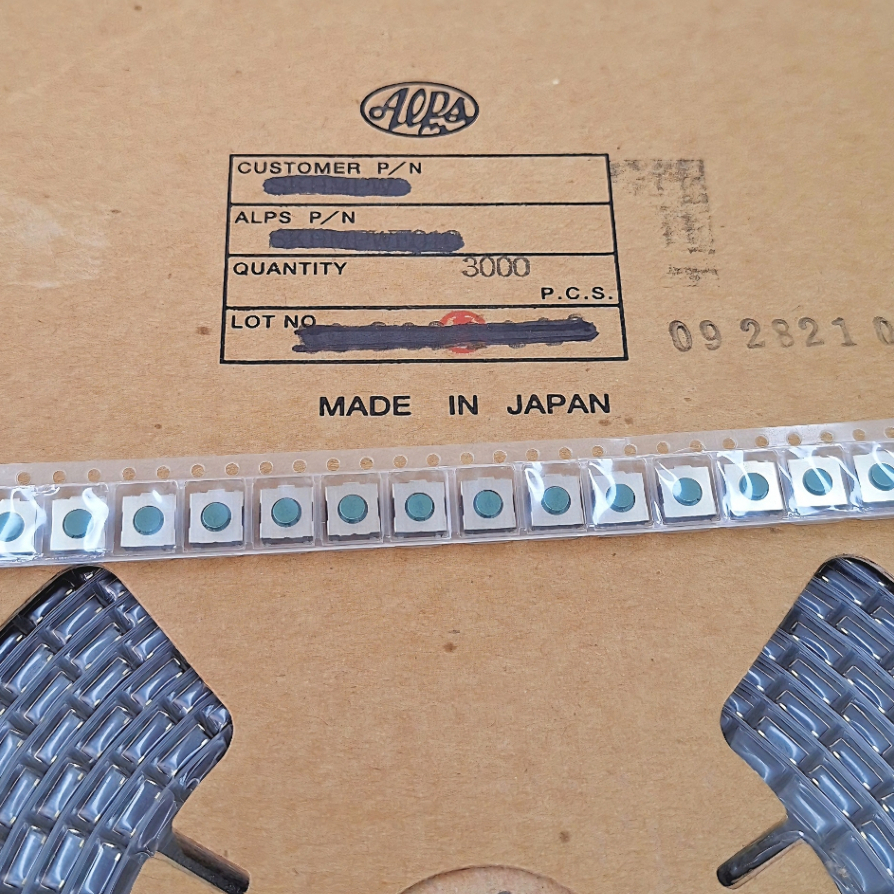 Alps
CUSTOMER P/N
ALPS P/N
QUANTITY 3000
P.C.S.
LOT NO
09 2821 0
MADE IN JAPAN